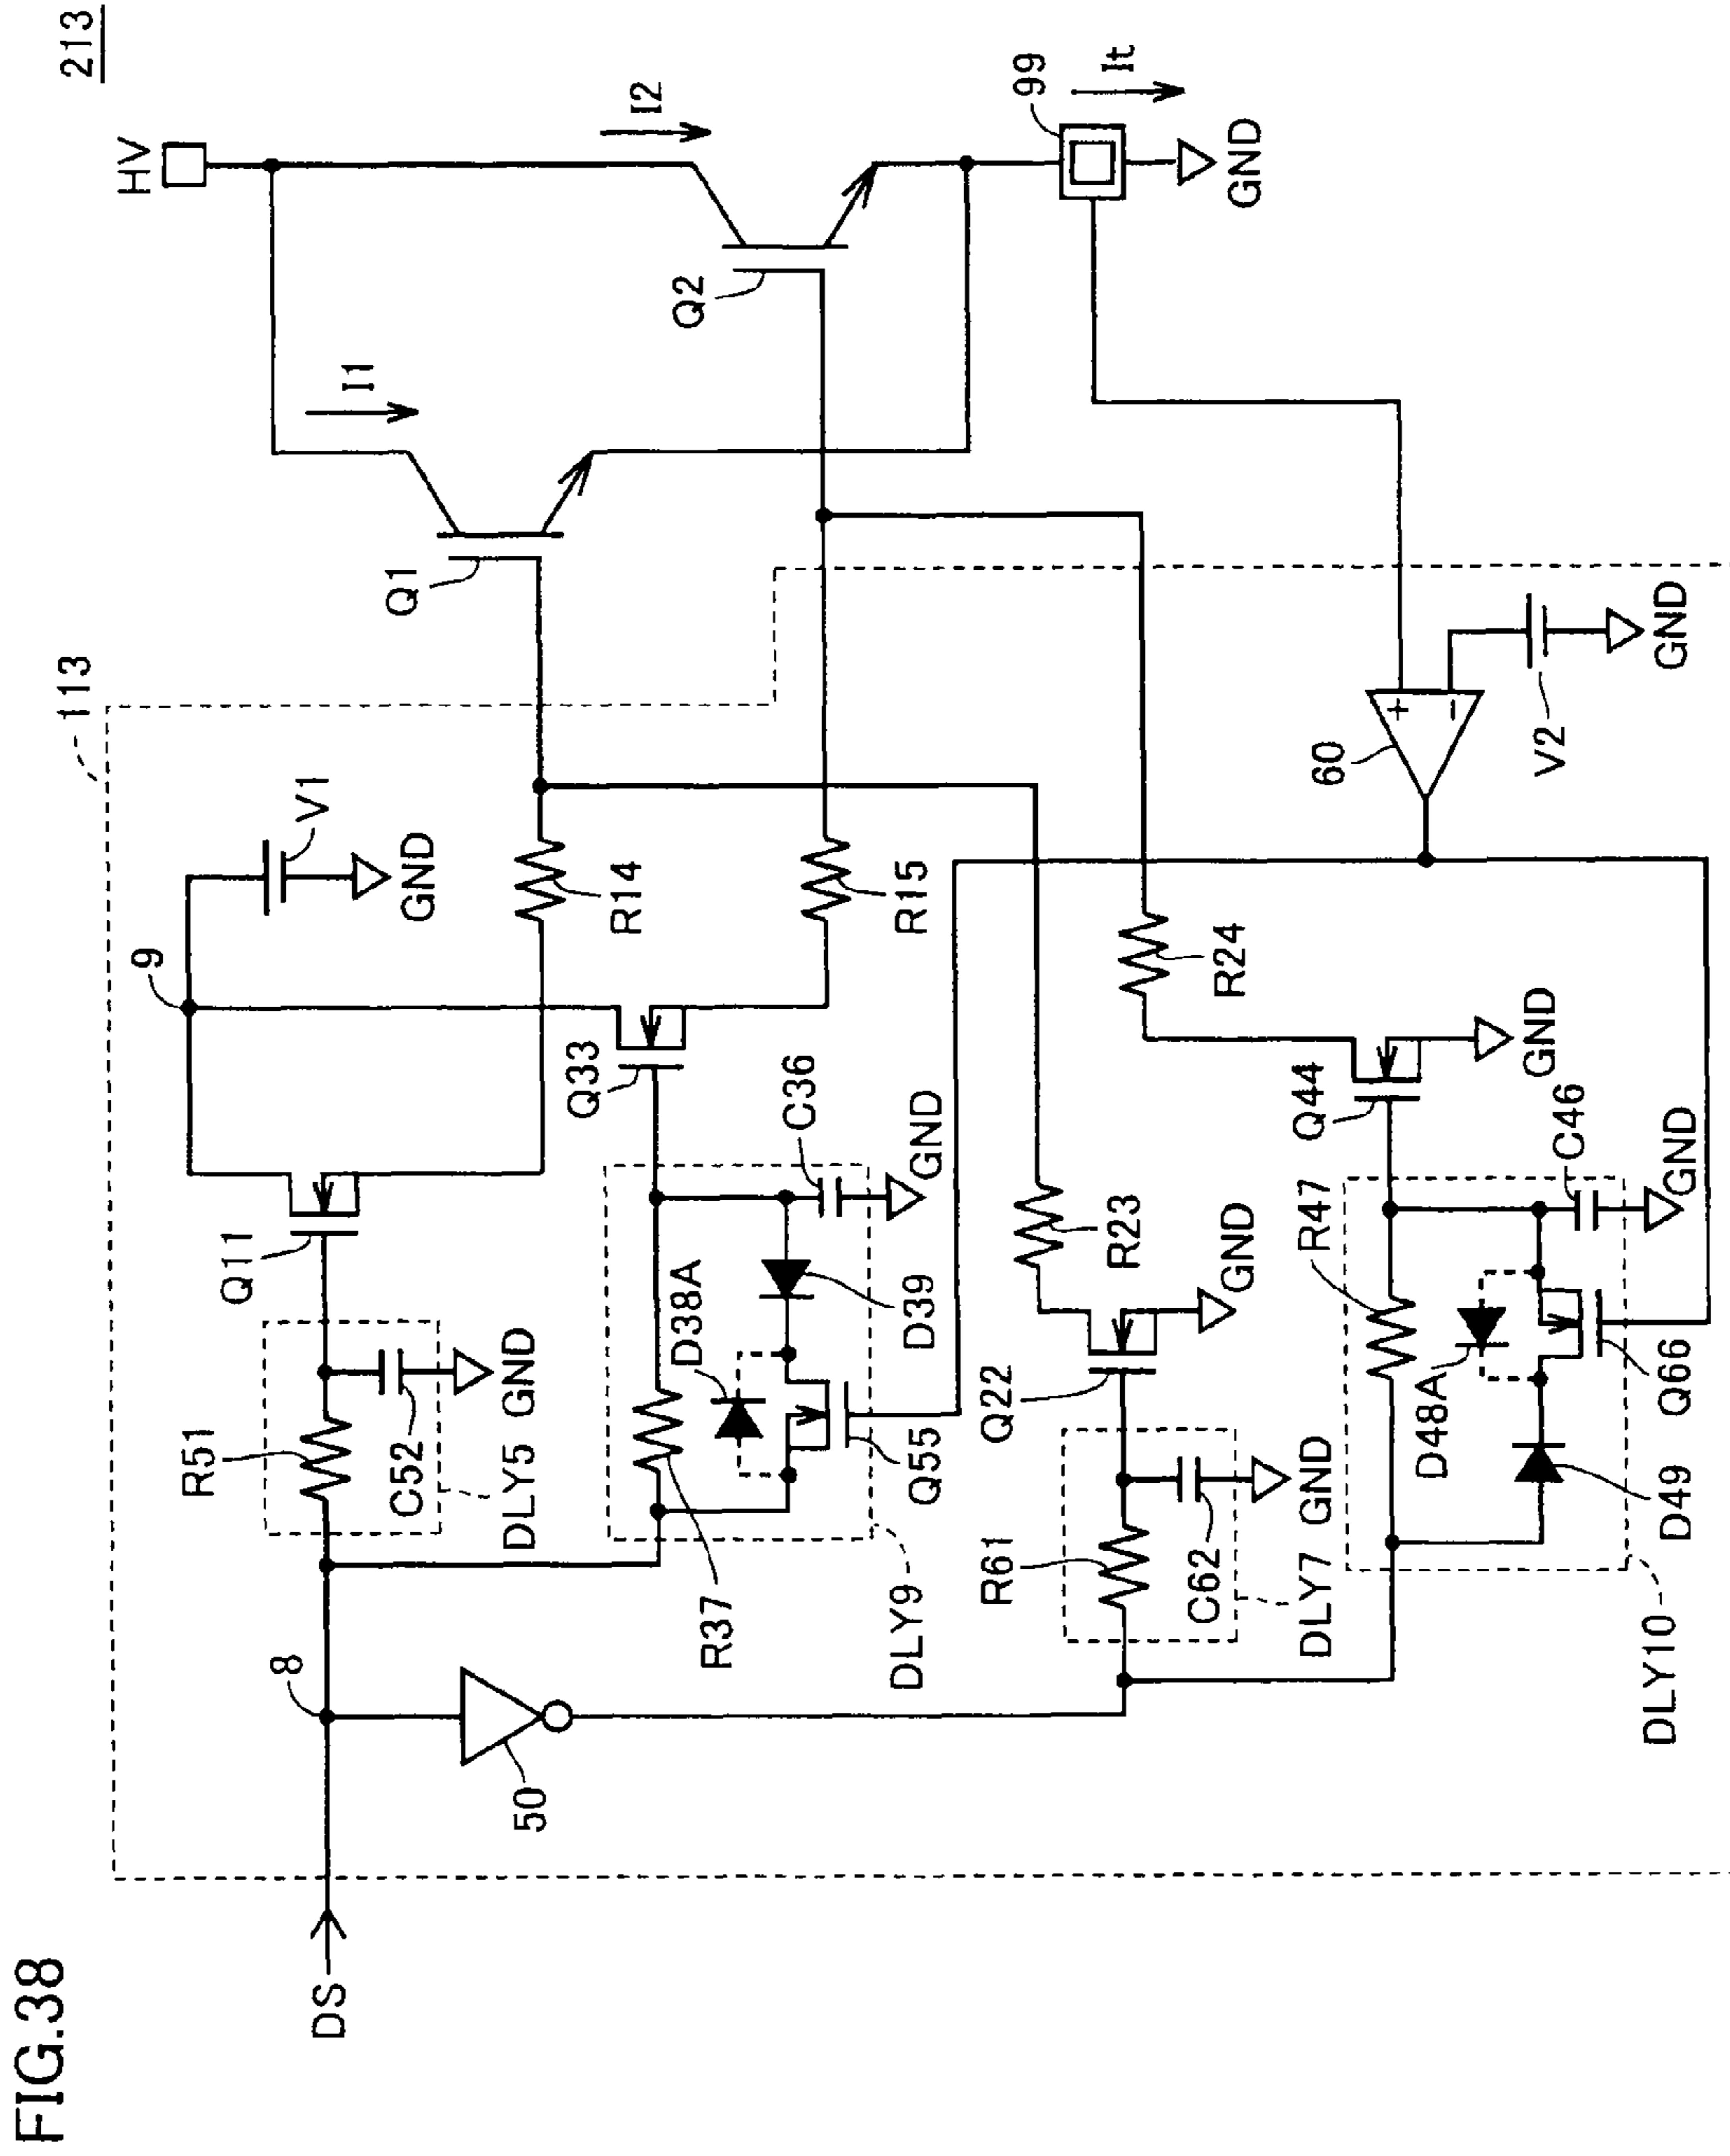 FIG.38
213
113
HV
I2
I1
It
99
Q1
Q2
V1
GND
9
R14
R15
Q11
Q33
R51
C52
DLY5
GND
C36
GND
D38A
D39
Q55
R37
DLY9
8
DS
50
R24
R23
Q22
GND
R61
C62
DLY7
GND
Q44
GND
R47
C46
GND
D48A
Q66
D49
DLY10
60
+
−
V2
GND
GND